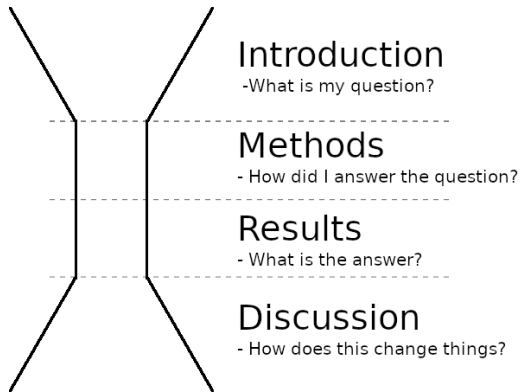 Introduction
-What is my question?
Methods
- How did I answer the question?
Results
- What is the answer?
Discussion
- How does this change things?